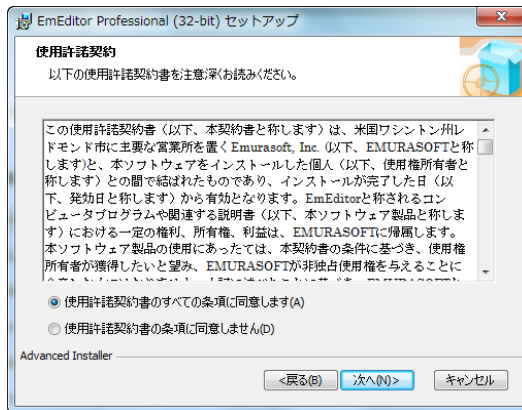 EmEditor Professional (32-bit) セットアップ
使用許諾契約
以下の使用許諾契約書を注意深くお読みください。
この使用許諾契約書（以下、本契約書と称します）は、米国ワシントン州レ
ドモンド市に主要な営業所を置く Emurasoft, Inc. (以下、EMURASOFTと称
します)と、本ソフトウェアをインストールした個人（以下、使用権所有者と
称します）との間で結ばれたものであり、インストールが完了した日（以
下、発効日と称します）から有効となります。EmEditorと称されるコン
ピュータプログラムや関連する説明書（以下、本ソフトウェア製品と称しま
す）における一定の権利、所有権、利益は、EMURASOFTに帰属します。
本ソフトウェア製品の使用にあたっては、本契約書の条件に基づき、使用権
所有者が獲得したいと望み、EMURASOFTが非独占使用権を与えることに
使用許諾契約書のすべての条項に同意します(A)
使用許諾契約書の条項に同意しません(D)
Advanced Installer
<戻る(B)
次へ(N)>
キャンセル